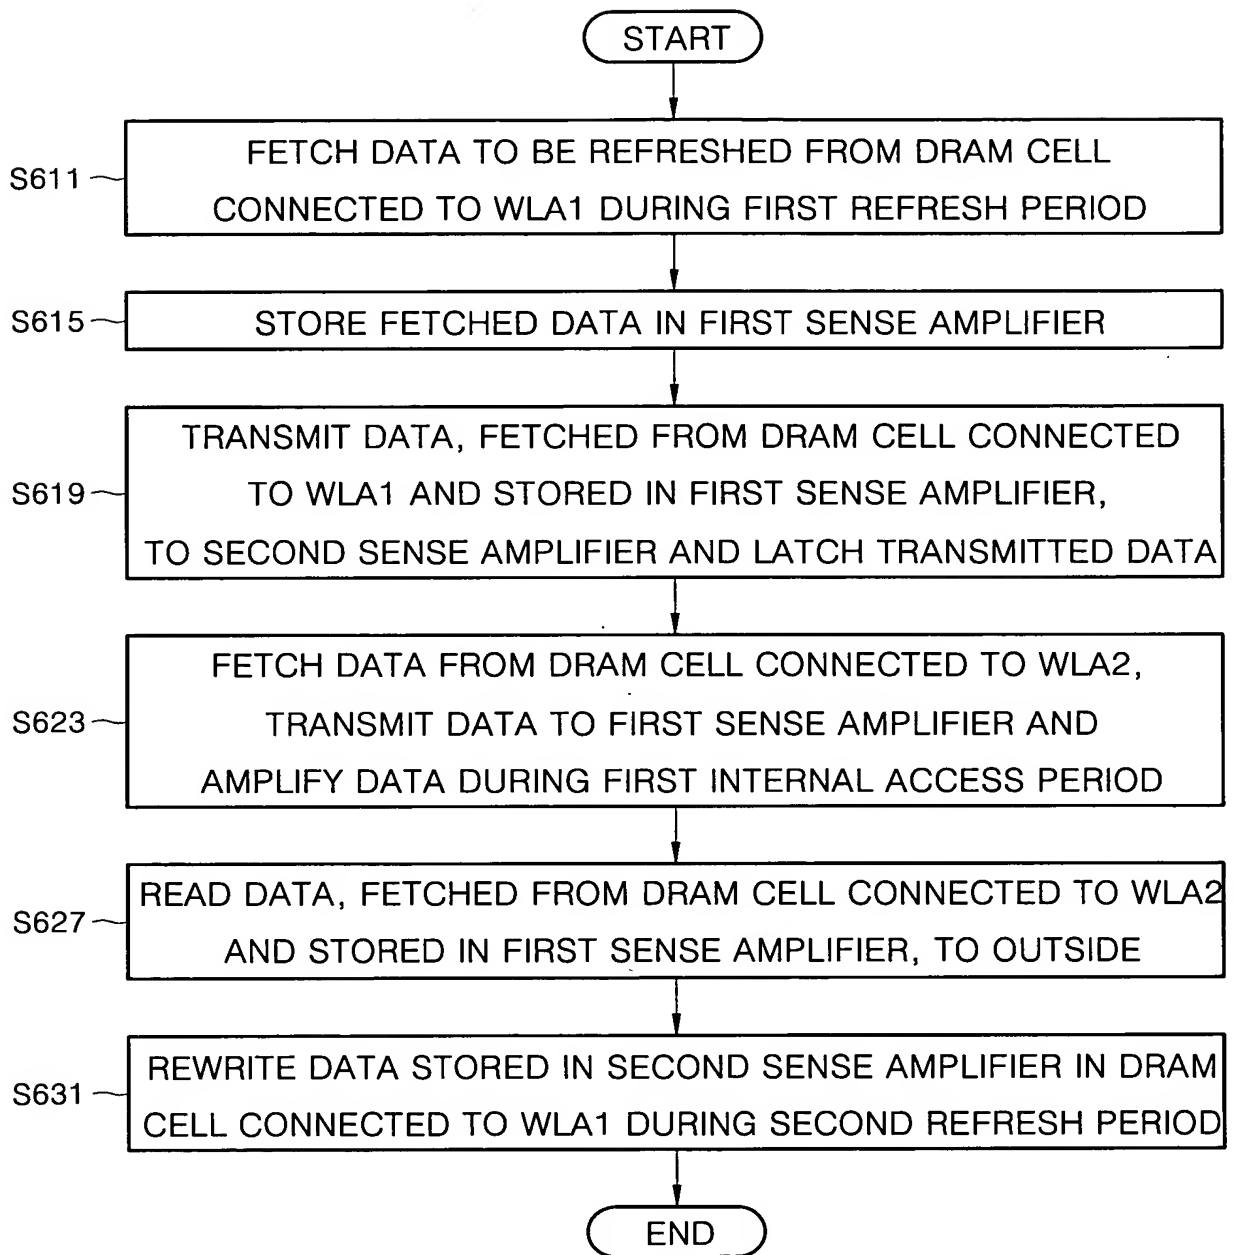 START
S611
FETCH DATA TO BE REFRESHED FROM DRAM CELL
CONNECTED TO WLA1 DURING FIRST REFRESH PERIOD
S615
STORE FETCHED DATA IN FIRST SENSE AMPLIFIER
S619
TRANSMIT DATA, FETCHED FROM DRAM CELL CONNECTED
TO WLA1 AND STORED IN FIRST SENSE AMPLIFIER,
TO SECOND SENSE AMPLIFIER AND LATCH TRANSMITTED DATA
S623
FETCH DATA FROM DRAM CELL CONNECTED TO WLA2,
TRANSMIT DATA TO FIRST SENSE AMPLIFIER AND
AMPLIFY DATA DURING FIRST INTERNAL ACCESS PERIOD
S627
READ DATA, FETCHED FROM DRAM CELL CONNECTED TO WLA2
AND STORED IN FIRST SENSE AMPLIFIER, TO OUTSIDE
S631
REWRITE DATA STORED IN SECOND SENSE AMPLIFIER IN DRAM
CELL CONNECTED TO WLA1 DURING SECOND REFRESH PERIOD
END